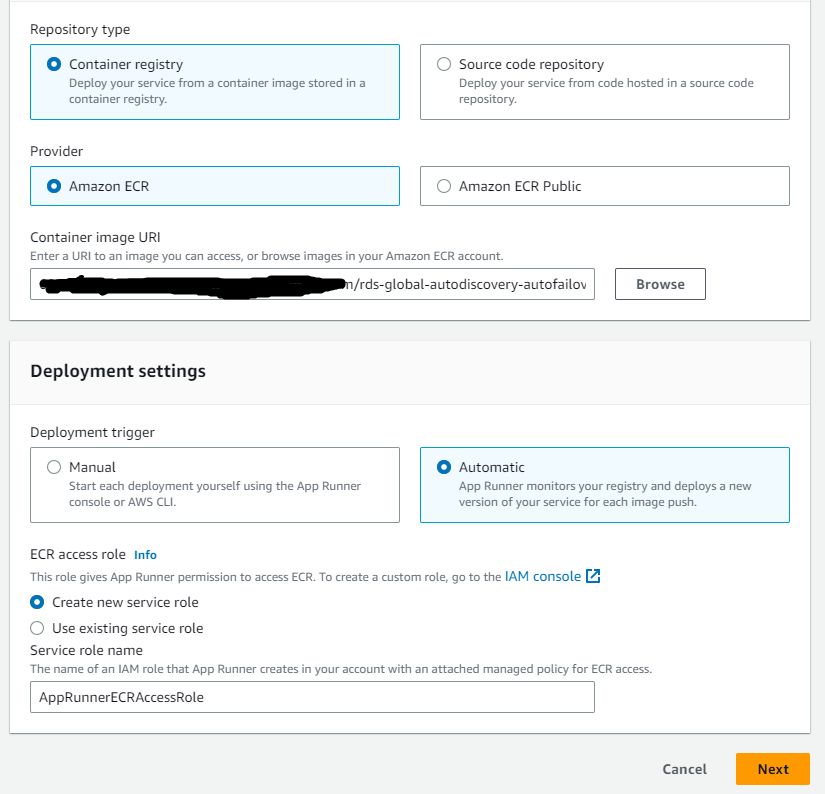 Repository type
Container registry
Deploy your service from a container image stored in a
container registry.
Source code repository
Deploy your service from code hosted in a source code
repository.
Provider
Amazon ECR
Amazon ECR Public
Container image URI
Enter a URI to an image you can access, or browse images in your Amazon ECR account.
/rds-global-autodiscovery-autofailov
Browse
Deployment settings
Deployment trigger
Manual
Start each deployment yourself using the App Runner
console or AWS CLI.
Automatic
App Runner monitors your registry and deploys a new
version of your service for each image push.
ECR access role Info
This role gives App Runner permission to access ECR. To create a custom role, go to the IAM console
Create new service role
Use existing service role
Service role name
The name of an IAM role that App Runner creates in your account with an attached managed policy for ECR access.
AppRunnerECRAccessRole
Cancel
Next